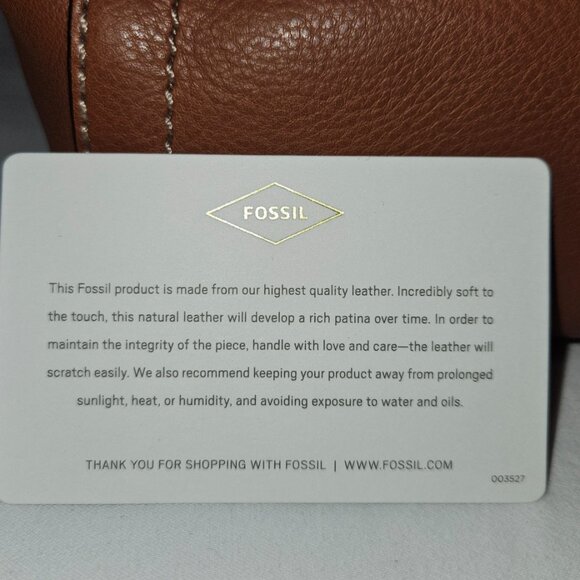 FOSSIL
This Fossil product is made from our highest quality leather. Incredibly soft to
the touch, this natural leather will develop a rich patina over time. In order to
maintain the integrity of the piece, handle with love and care—the leather will
scratch easily. We also recommend keeping your product away from prolonged
sunlight, heat, or humidity, and avoiding exposure to water and oils.
THANK YOU FOR SHOPPING WITH FOSSIL | WWW.FOSSIL.COM
003527